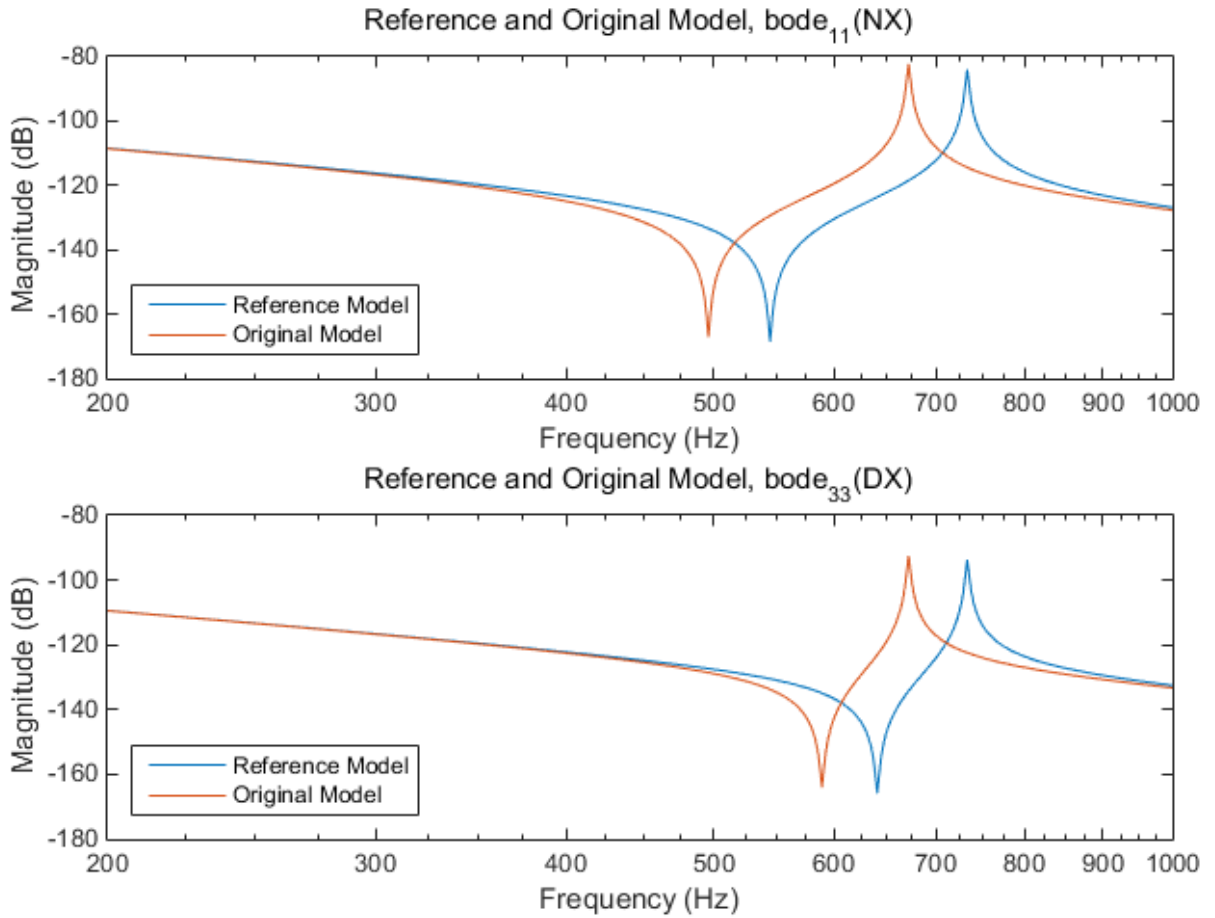 Reference and Original Model, bode₁₁(NX)
Magnitude (dB)
-80
-100
-120
-140
-160
-180
Reference Model
Original Model
200 300 400 500 600 700 800 900 1000
Frequency (Hz)
Reference and Original Model, bode₃₃(DX)
Magnitude (dB)
-80
-100
-120
-140
-160
-180
Reference Model
Original Model
200 300 400 500 600 700 800 900 1000
Frequency (Hz)